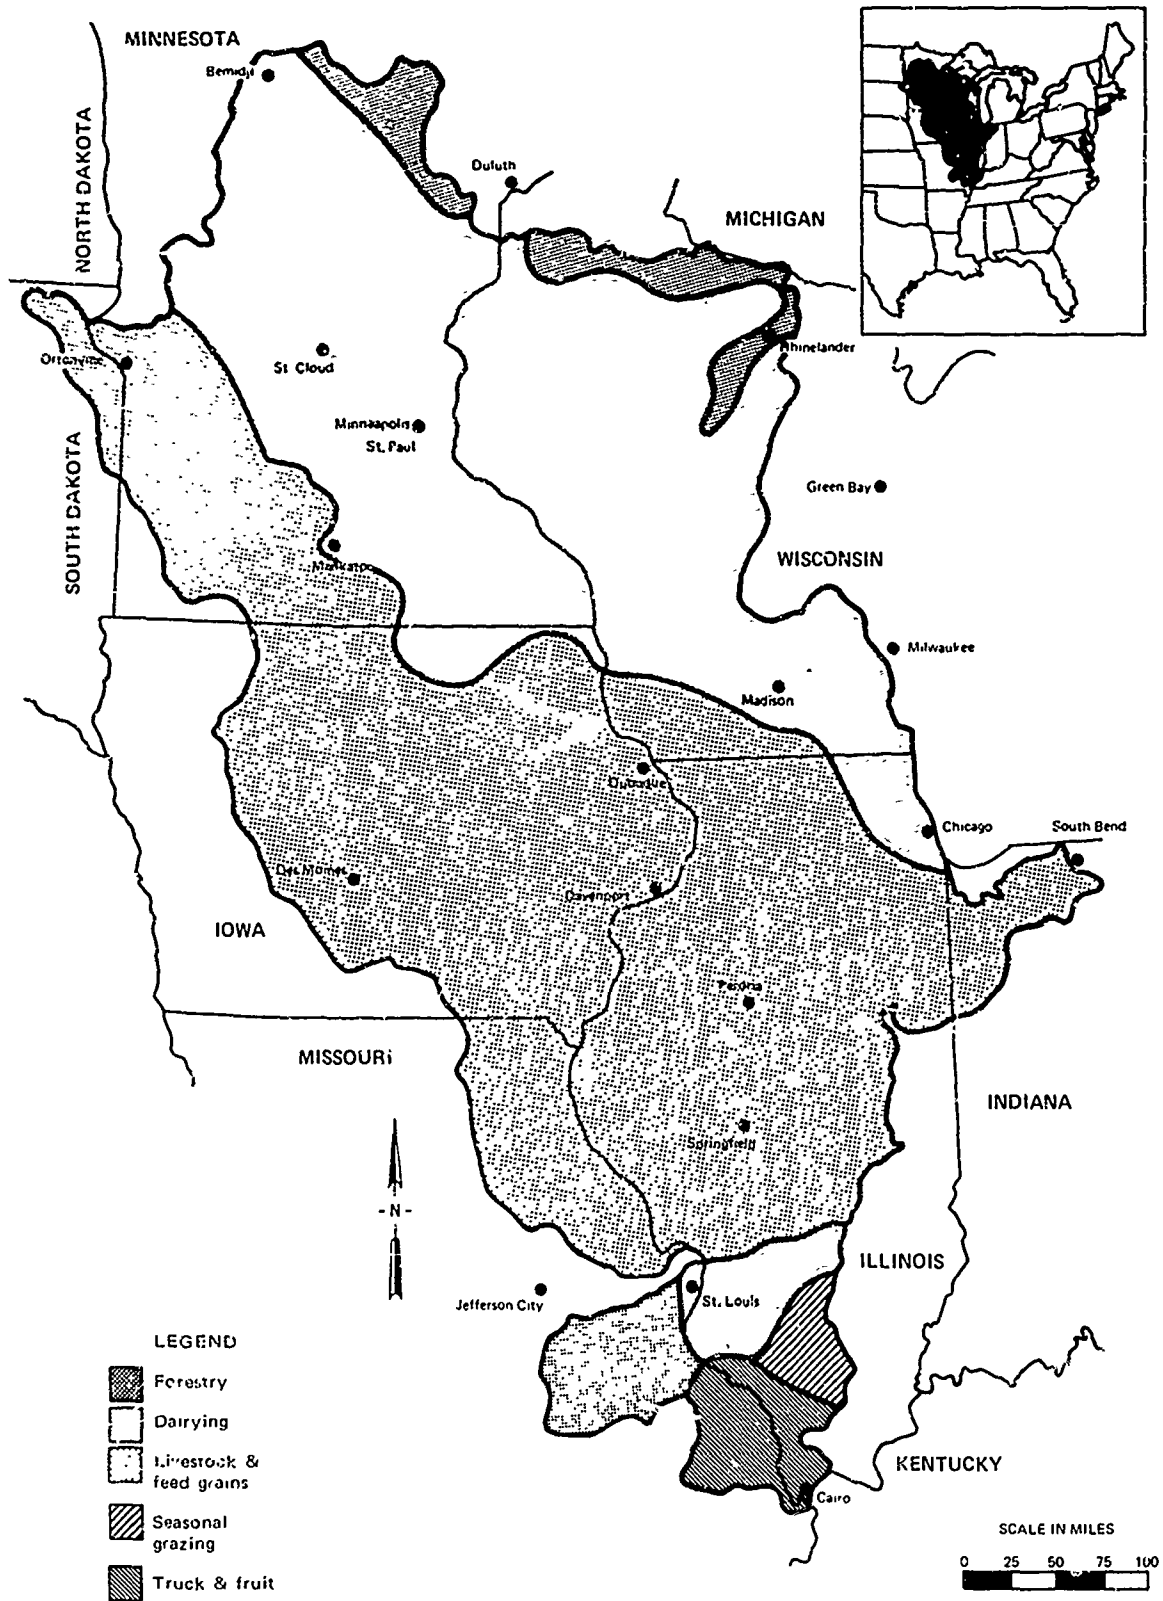 MINNESOTA
Bemidji
NORTH DAKOTA
Duluth
MICHIGAN
Ortonville
St. Cloud
Rhinelander
Minneapolis
St. Paul
SOUTH DAKOTA
Green Bay
Mankato
WISCONSIN
Milwaukee
Madison
Dubuque
Chicago
South Bend
Des Moines
Davenport
IOWA
Peoria
MISSOURI
INDIANA
Springfield
- N -
ILLINOIS
Jefferson City
St. Louis
LEGEND
Forestry
Dairying
Livestock &
feed grains
Seasonal
grazing
Truck & fruit
KENTUCKY
Cairo
SCALE IN MILES
0 25 50 75 100